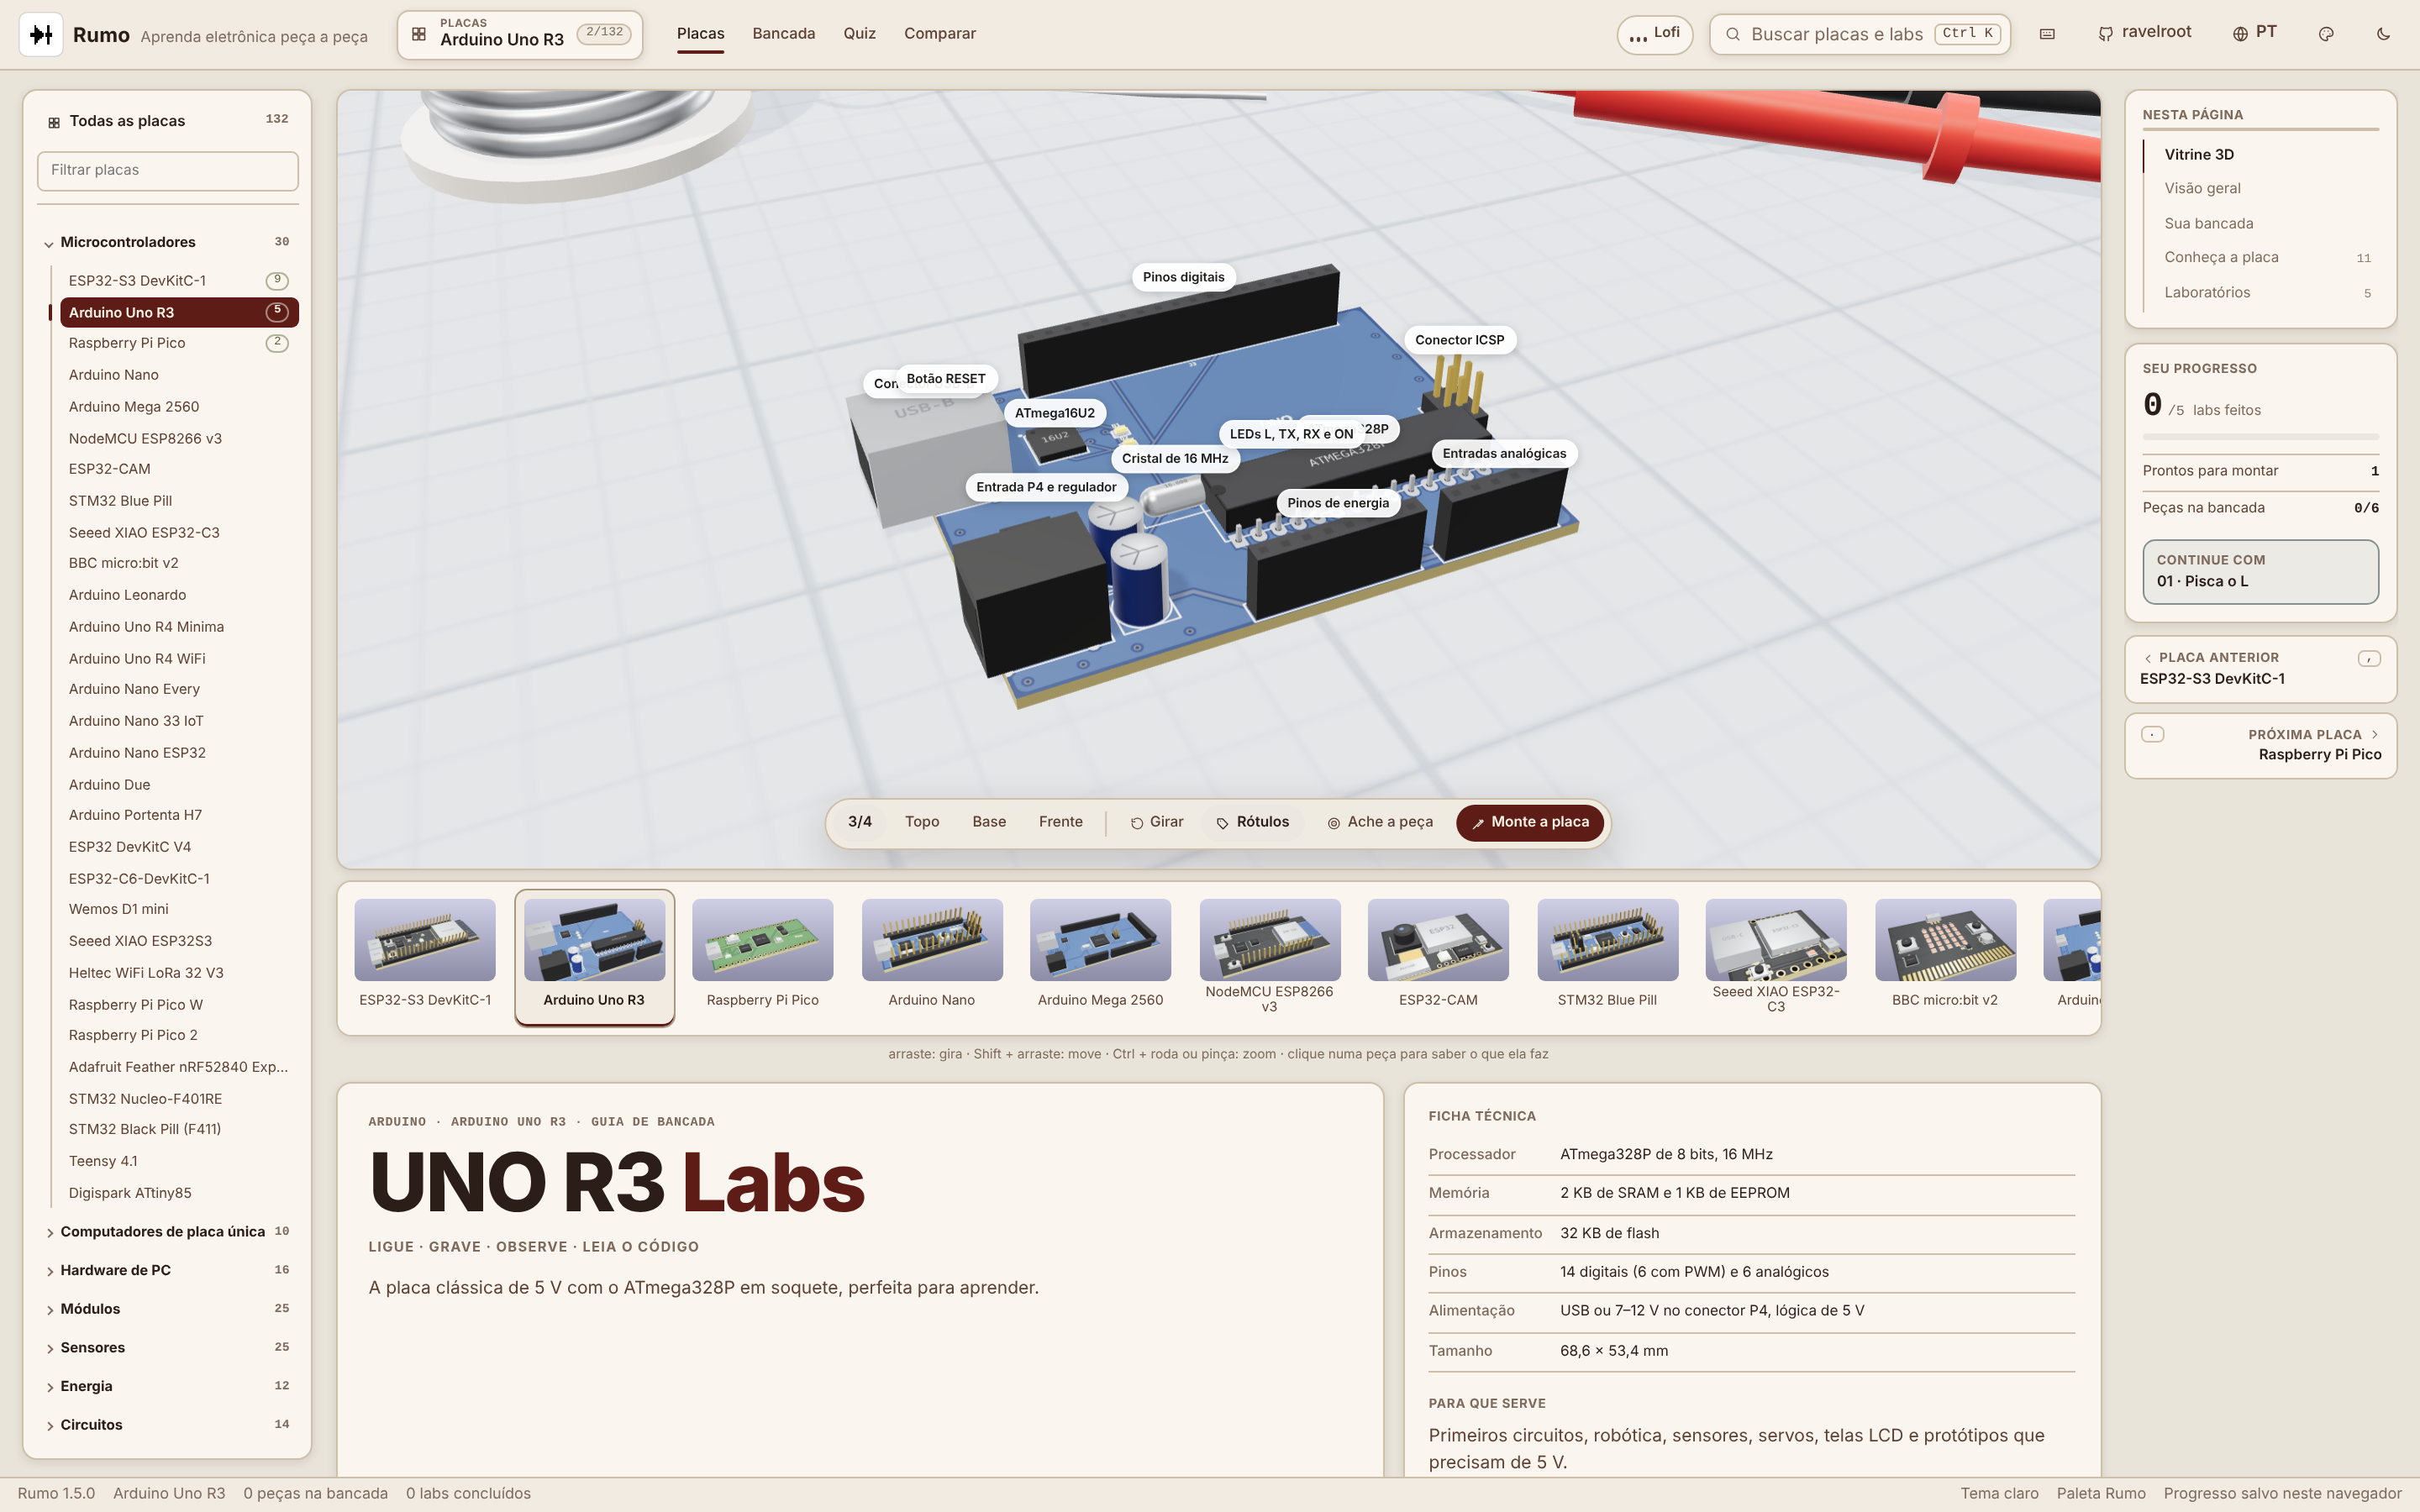 Rumo Aprenda eletrônica peça a peça
PLACAS
Arduino Uno R3 2/132
Placas Bancada Quiz Comparar
Lofi
Buscar placas e labs Ctrl K
ravelroot
PT
Todas as placas 132
Filtrar placas
Microcontroladores 30
ESP32-S3 DevKitC-1 9
Arduino Uno R3 5
Raspberry Pi Pico 2
Arduino Nano
Arduino Mega 2560
NodeMCU ESP8266 v3
ESP32-CAM
STM32 Blue Pill
Seeed XIAO ESP32-C3
BBC micro:bit v2
Arduino Leonardo
Arduino Uno R4 Minima
Arduino Uno R4 WiFi
Arduino Nano Every
Arduino Nano 33 IoT
Arduino Nano ESP32
Arduino Due
Arduino Portenta H7
ESP32 DevKitC V4
ESP32-C6-DevKitC-1
Wemos D1 mini
Seeed XIAO ESP32S3
Heltec WiFi LoRa 32 V3
Raspberry Pi Pico W
Raspberry Pi Pico 2
Adafruit Feather nRF52840 Exp...
STM32 Nucleo-F401RE
STM32 Black Pill (F411)
Teensy 4.1
Digispark ATtiny85
Computadores de placa única 10
Hardware de PC 16
Módulos 25
Sensores 25
Energia 12
Circuitos 14
Pinos digitais
Conector ICSP
Botão RESET
USB-B
ATmega16U2
16U2
LEDs L, TX, RX e ON
28P
ATMEGA328P
Cristal de 16 MHz
Entradas analógicas
Entrada P4 e regulador
Pinos de energia
3/4 Topo Base Frente Girar Rótulos Ache a peça Monte a placa
ESP32-S3 DevKitC-1
Arduino Uno R3
Raspberry Pi Pico
Arduino Nano
Arduino Mega 2560
NodeMCU ESP8266
v3
ESP32-CAM
STM32 Blue Pill
Seeed XIAO ESP32-
C3
BBC micro:bit v2
arraste: gira · Shift + arraste: move · Ctrl + roda ou pinça: zoom · clique numa peça para saber o que ela faz
ARDUINO · ARDUINO UNO R3 · GUIA DE BANCADA
UNO R3 Labs
LIGUE · GRAVE · OBSERVE · LEIA O CÓDIGO
A placa clássica de 5 V com o ATmega328P em soquete, perfeita para aprender.
FICHA TÉCNICA
Processador ATmega328P de 8 bits, 16 MHz
Memória 2 KB de SRAM e 1 KB de EEPROM
Armazenamento 32 KB de flash
Pinos 14 digitais (6 com PWM) e 6 analógicos
Alimentação USB ou 7–12 V no conector P4, lógica de 5 V
Tamanho 68,6 × 53,4 mm
PARA QUE SERVE
Primeiros circuitos, robótica, sensores, servos, telas LCD e protótipos que
precisam de 5 V.
NESTA PÁGINA
Vitrine 3D
Visão geral
Sua bancada
Conheça a placa 11
Laboratórios 5
SEU PROGRESSO
0 /5 labs feitos
Prontos para montar 1
Peças na bancada 0/6
CONTINUE COM
01 · Pisca o L
PLACA ANTERIOR ,
ESP32-S3 DevKitC-1
. PRÓXIMA PLACA
Raspberry Pi Pico
Rumo 1.5.0 Arduino Uno R3 0 peças na bancada 0 labs concluídos
Tema claro Paleta Rumo Progresso salvo neste navegador